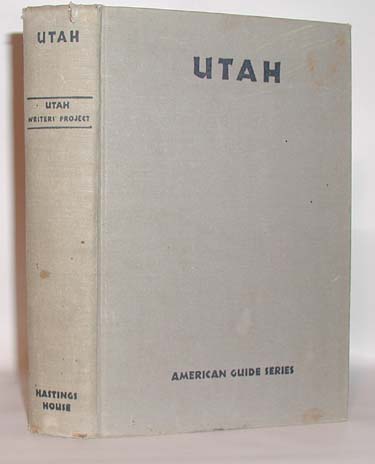 UTAH
UTAH
WRITERS' PROJECT
HASTINGS
HOUSE
UTAH
AMERICAN GUIDE SERIES